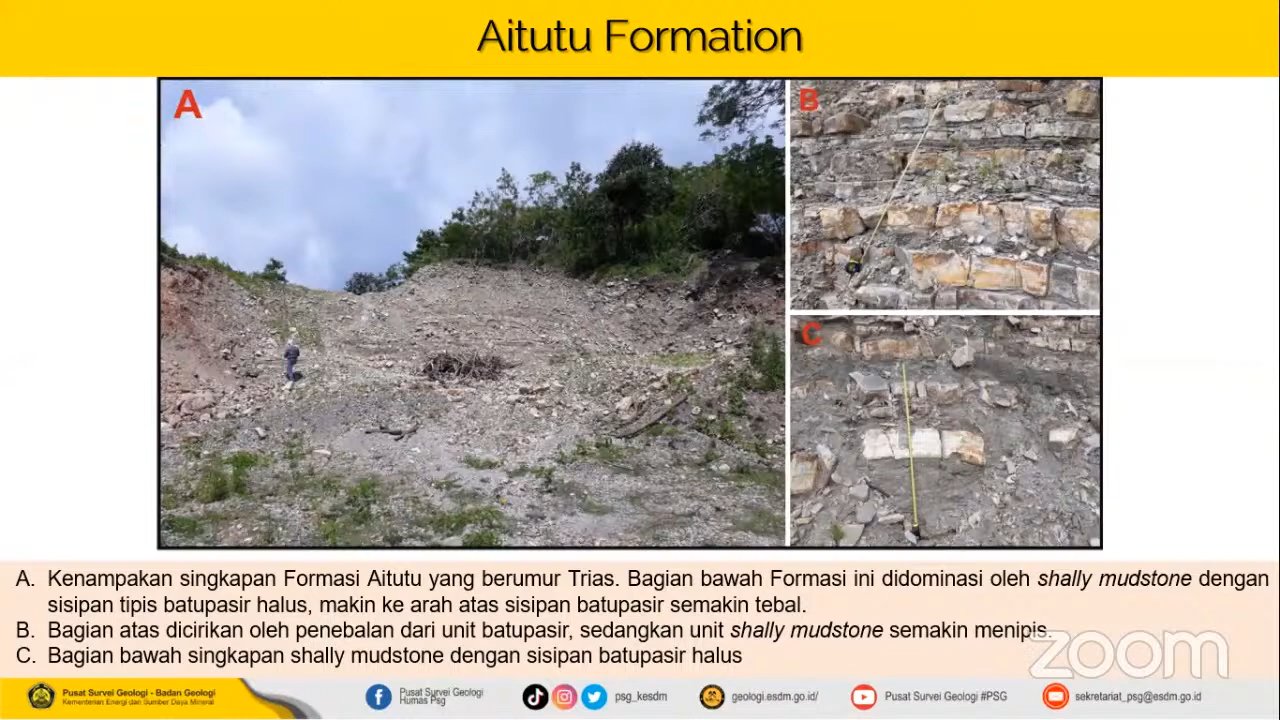 Aitutu Formation
A
B
C
A. Kenampakan singkapan Formasi Aitutu yang berumur Trias. Bagian bawah Formasi ini didominasi oleh shally mudstone dengan
sisipan tipis batupasir halus, makin ke arah atas sisipan batupasir semakin tebal.
B. Bagian atas dicirikan oleh penebalan dari unit batupasir, sedangkan unit shally mudstone semakin menipis.
C. Bagian bawah singkapan shally mudstone dengan sisipan batupasir halus
zoom
Pusat Survei Geologi - Badan Geologi
Kementerian Energi dan Sumber Daya Mineral
Pusat Survei Geologi
Humas Psg
psg_kesdm
geologi.esdm.go.id/
Pusat Survei Geologi #PSG
sekretariat_psg@esdm.go.id